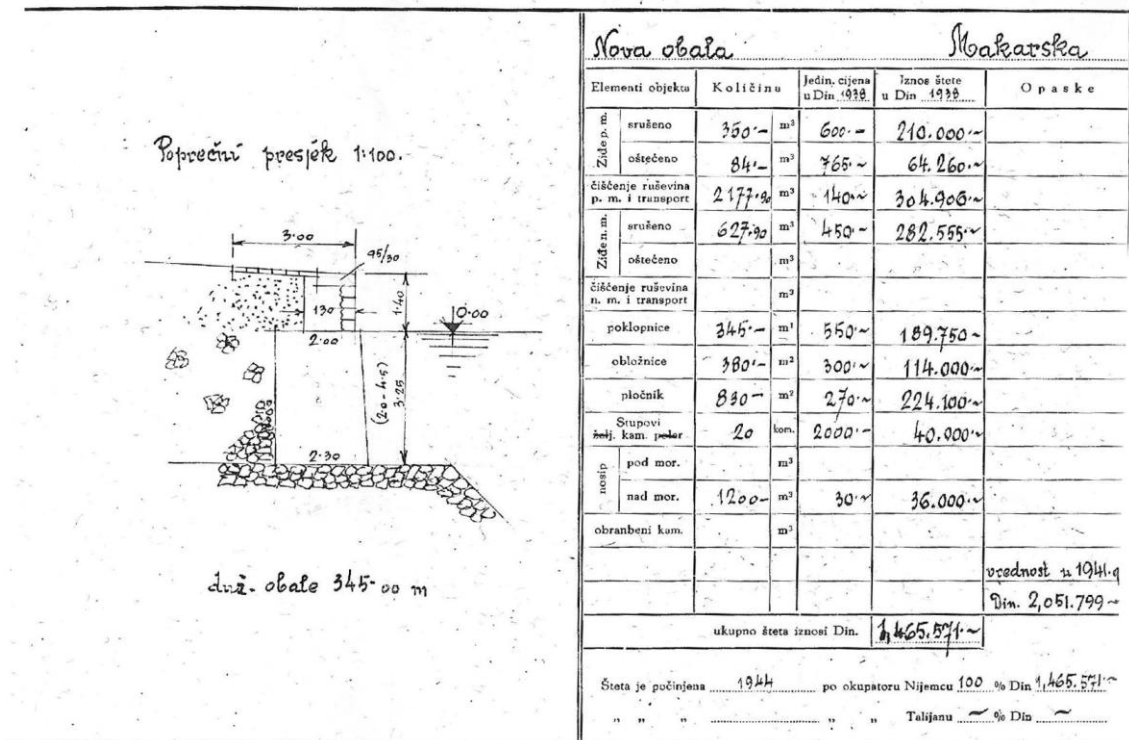 Poprečni presjek 1:100.
3·00
95/30
130
1·40
0·00
2·00
(2·0 - 4·5)
3·25
2·30
duž. obale 345·00 m
Nova obala Makarska
Elementi objekta Količina Jedin. cijena u Din 1938 Iznos štete u Din 1938 Opaske
Ziđe p. m.
srušeno 350·- m³ 600·- 210.000·~
oštećeno 84·- m³ 765·~ 64.260·~
čišćenje ruševina p. m. i transport 2177·90 m³ 140·~ 304.906·~
Ziđe n. m.
srušeno 627·90 m³ 450·~ 282.555·~
oštećeno m³
čišćenje ruševina n. m. i transport m³
poklopnice 345·- m¹ 550·~ 189.750~
obložnice 380·- m² 300·~ 114.000·~
pločnik 830- m² 270·~ 224.100·~
Stupovi
želj. kam. poler 20 kom. 2000·- 40.000·~
nosip
pod mor. m³
nad mor. 1200- m³ 30·~ 36.000·~
obranbeni kam. m³
vrednost u 1941·g
Din. 2,051.799~
ukupno šteta iznosi Din. 1,465.571·~
Šteta je počinjena 1944 po okupatoru Nijemcu 100 % Din 1,465.571·~
„ „ „ „ „ Talijanu ~ % Din ~